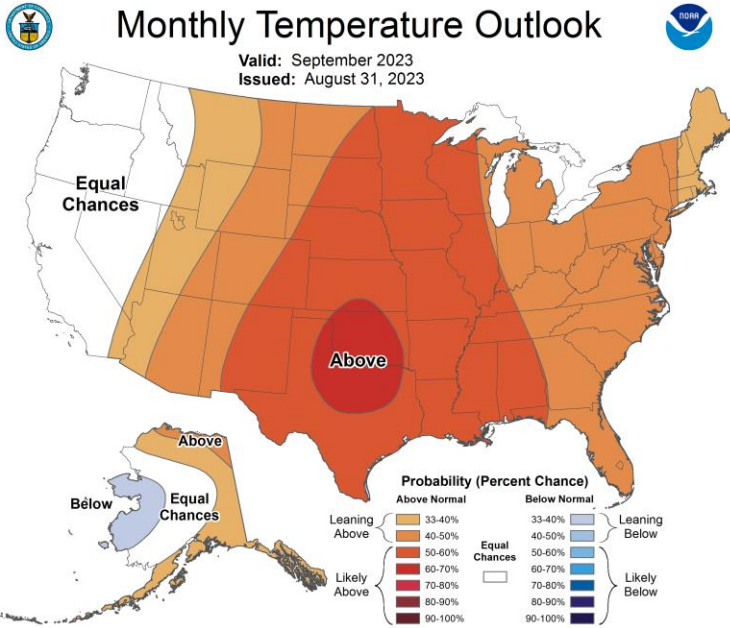 Monthly Temperature Outlook
NOAA
Valid: September 2023
Issued: August 31, 2023
Equal
Chances
Above
Above
Below
Equal
Chances
Probability (Percent Chance)
Above Normal
Below Normal
Leaning
Above
33-40%
40-50%
Likely
Above
50-60%
60-70%
70-80%
80-90%
90-100%
Equal
Chances
33-40%
40-50%
Leaning
Below
50-60%
60-70%
70-80%
80-90%
90-100%
Likely
Below